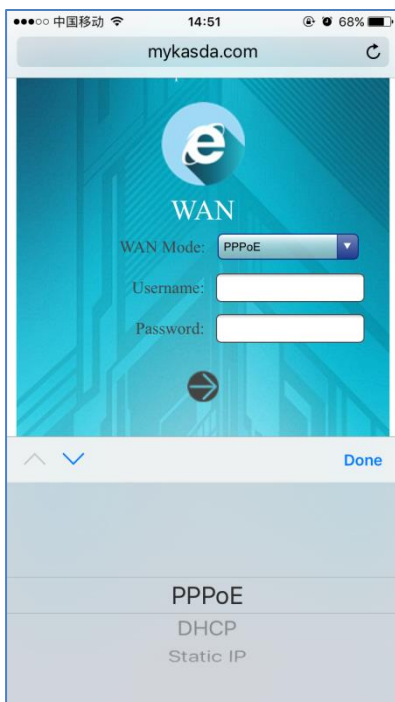 中国移动 14:51 68%
mykasda.com
WAN
WAN Mode: PPPoE
Username:
Password:
Done
PPPoE
DHCP
Static IP